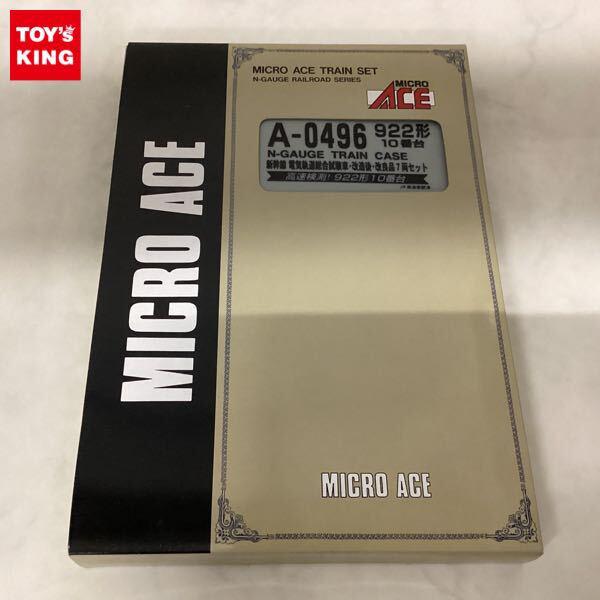 TOY'S
KING
MICRO ACE TRAIN SET
N-GAUGE RAILROAD SERIES
MICRO
ACE
A-0496 922形
10番台
N-GAUGE TRAIN CASE
新幹線 電気軌道総合試験車・改造後・改良品7両セット
高速検測!922形10番台
MICRO ACE
MICRO ACE